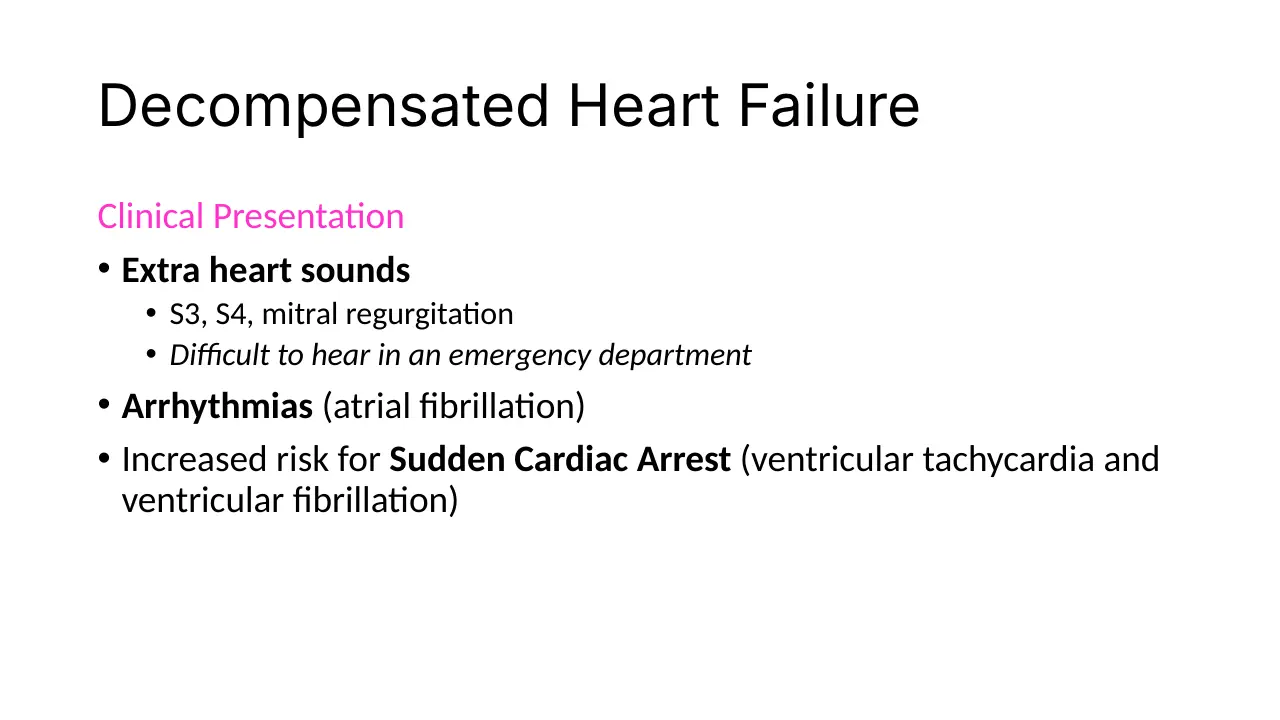 Decompensated Heart Failure
Clinical Presentation
• Extra heart sounds
• S3, S4, mitral regurgitation
• Difficult to hear in an emergency department
• Arrhythmias (atrial fibrillation)
• Increased risk for Sudden Cardiac Arrest (ventricular tachycardia and
ventricular fibrillation)